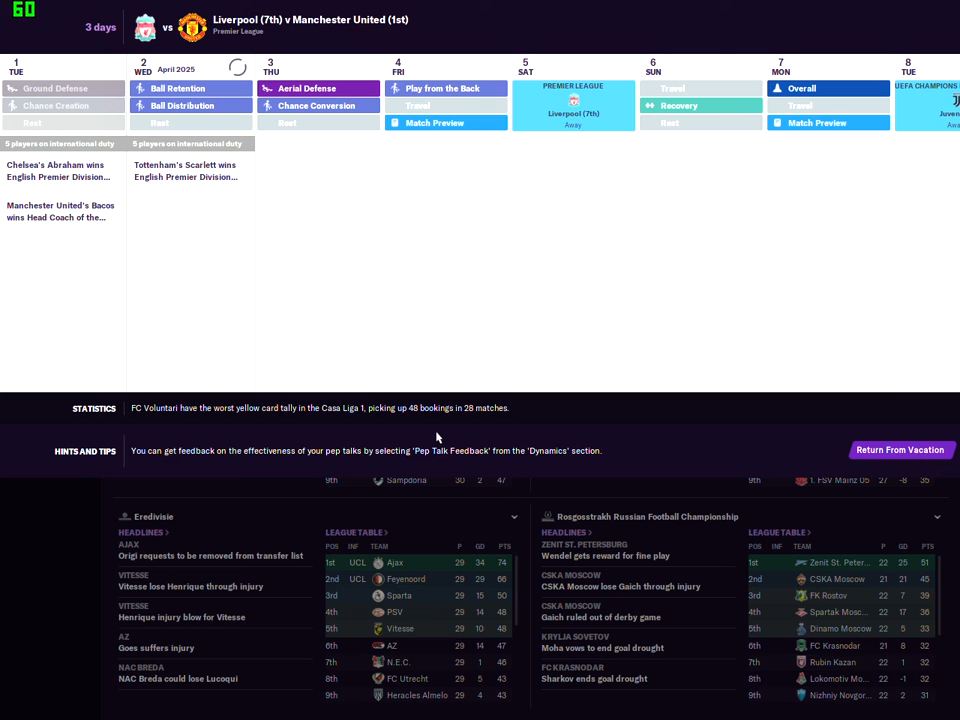 60
3 days
vs
Liverpool (7th) v Manchester United (1st)
Premier League
1
TUE
2
WED April 2025
3
THU
4
FRI
5
SAT
6
SUN
7
MON
8
TUE
Ground Defense
Chance Creation
Rest
Ball Retention
Ball Distribution
Rest
Aerial Defense
Chance Conversion
Rest
Play from the Back
Travel
Match Preview
PREMIER LEAGUE
Liverpool (7th)
Away
Travel
Recovery
Rest
Overall
Travel
Match Preview
UEFA CHAMPIONS
Juven
Awa
5 players on international duty
5 players on international duty
Chelsea's Abraham wins
English Premier Division...
Manchester United's Bacos
wins Head Coach of the...
Tottenham's Scarlett wins
English Premier Division...
STATISTICS FC Voluntari have the worst yellow card tally in the Casa Liga 1, picking up 48 bookings in 28 matches.
HINTS AND TIPS You can get feedback on the effectiveness of your pep talks by selecting 'Pep Talk Feedback' from the 'Dynamics' section.
Return From Vacation
9th Sampdoria 30 2 47
9th 1. FSV Mainz 05 27 -8 35
Eredivisie
HEADLINES >
AJAX
Origi requests to be removed from transfer list
VITESSE
Vitesse lose Henrique through injury
VITESSE
Henrique injury blow for Vitesse
AZ
Goes suffers injury
NAC BREDA
NAC Breda could lose Lucoqui
LEAGUE TABLE >
POS INF TEAM P GD PTS
1st UCL Ajax 29 34 74
2nd UCL Feyenoord 29 29 66
3rd Sparta 29 15 50
4th PSV 29 14 48
5th Vitesse 29 10 48
6th AZ 29 14 47
7th N.E.C. 29 1 46
8th FC Utrecht 29 5 43
9th Heracles Almelo 29 4 43
Rosgosstrakh Russian Football Championship
HEADLINES >
ZENIT ST. PETERSBURG
Wendel gets reward for fine play
CSKA MOSCOW
CSKA Moscow lose Gaich through injury
CSKA MOSCOW
Gaich ruled out of derby game
KRYLJA SOVETOV
Moha vows to end goal drought
FC KRASNODAR
Sharkov ends goal drought
LEAGUE TABLE >
POS INF TEAM P GD PTS
1st Zenit St. Peter... 22 25 51
2nd CSKA Moscow 21 21 45
3rd FK Rostov 22 7 39
4th Spartak Mosc... 22 17 36
5th Dinamo Moscow 22 5 33
6th FC Krasnodar 21 8 32
7th Rubin Kazan 22 1 32
8th Lokomotiv Mo... 22 -1 32
9th Nizhniy Novgor... 22 2 31